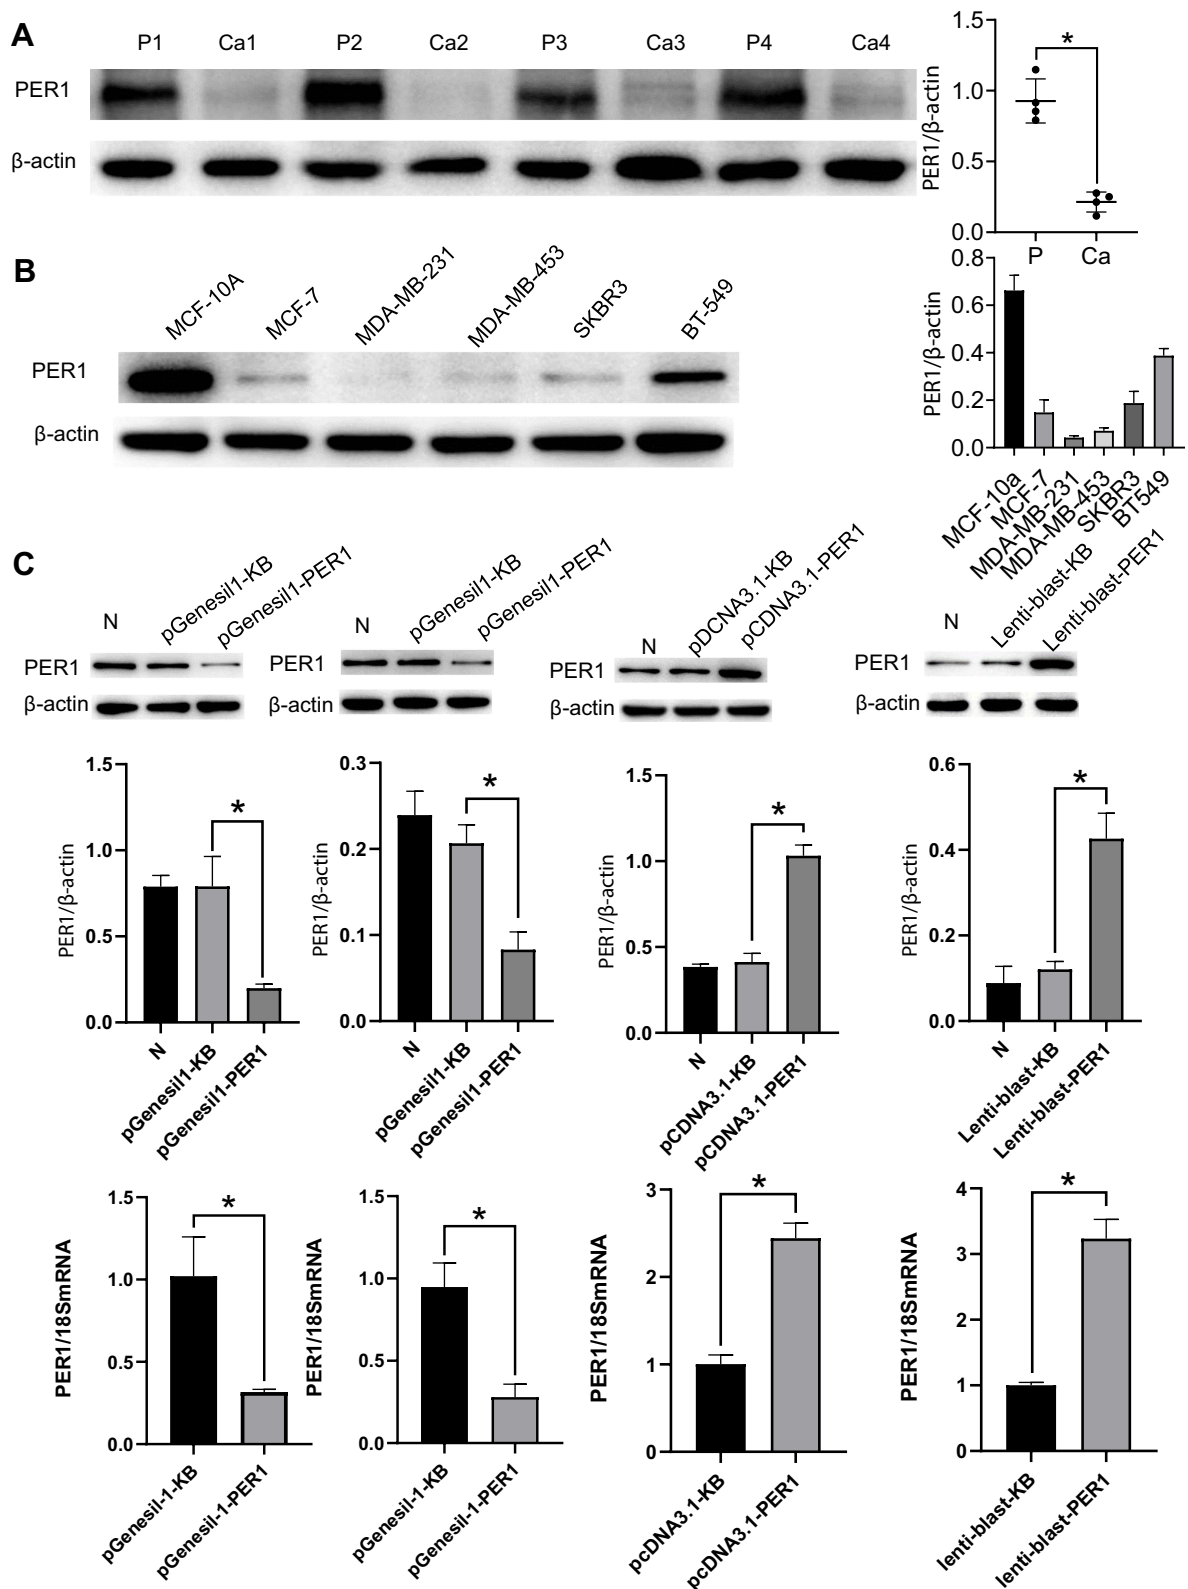 A
P1 Ca1 P2 Ca2 P3 Ca3 P4 Ca4
PER1
β-actin
PER1/β-actin
1.5
1.0
0.5
0.0
*
P Ca
B
MCF-10A MCF-7 MDA-MB-231 MDA-MB-453 SKBR3 BT-549
PER1
β-actin
PER1/β-actin
0.8
0.6
0.4
0.2
0.0
MCF-10a MCF-7 MDA-MB-231 MDA-MB-453 SKBR3 BT549
C
N pGenesil1-KB pGenesil1-PER1
PER1
β-actin
N pGenesil1-KB pGenesil1-PER1
PER1
β-actin
N pDCNA3.1-KB pCDNA3.1-PER1
PER1
β-actin
N Lenti-blast-KB Lenti-blast-PER1
PER1
β-actin
PER1/β-actin
1.5
1.0
0.5
0.0
*
N pGenesil1-KB pGenesil1-PER1
PER1/β-actin
0.3
0.2
0.1
0.0
*
N pGenesil1-KB pGenesil1-PER1
PER1/β-actin
1.5
1.0
0.5
0.0
*
N pCDNA3.1-KB pCDNA3.1-PER1
PER1/β-actin
0.6
0.4
0.2
0.0
*
N Lenti-blast-KB Lenti-blast-PER1
PER1/18SmRNA
1.5
1.0
0.5
0.0
*
pGenesil-1-KB pGenesil-1-PER1
PER1/18SmRNA
1.5
1.0
0.5
0.0
*
pGenesil-1-KB pGenesil-1-PER1
PER1/18SmRNA
3
2
1
0
*
pcDNA3.1-KB pcDNA3.1-PER1
PER1/18SmRNA
4
3
2
1
0
*
lenti-blast-KB lenti-blast-PER1